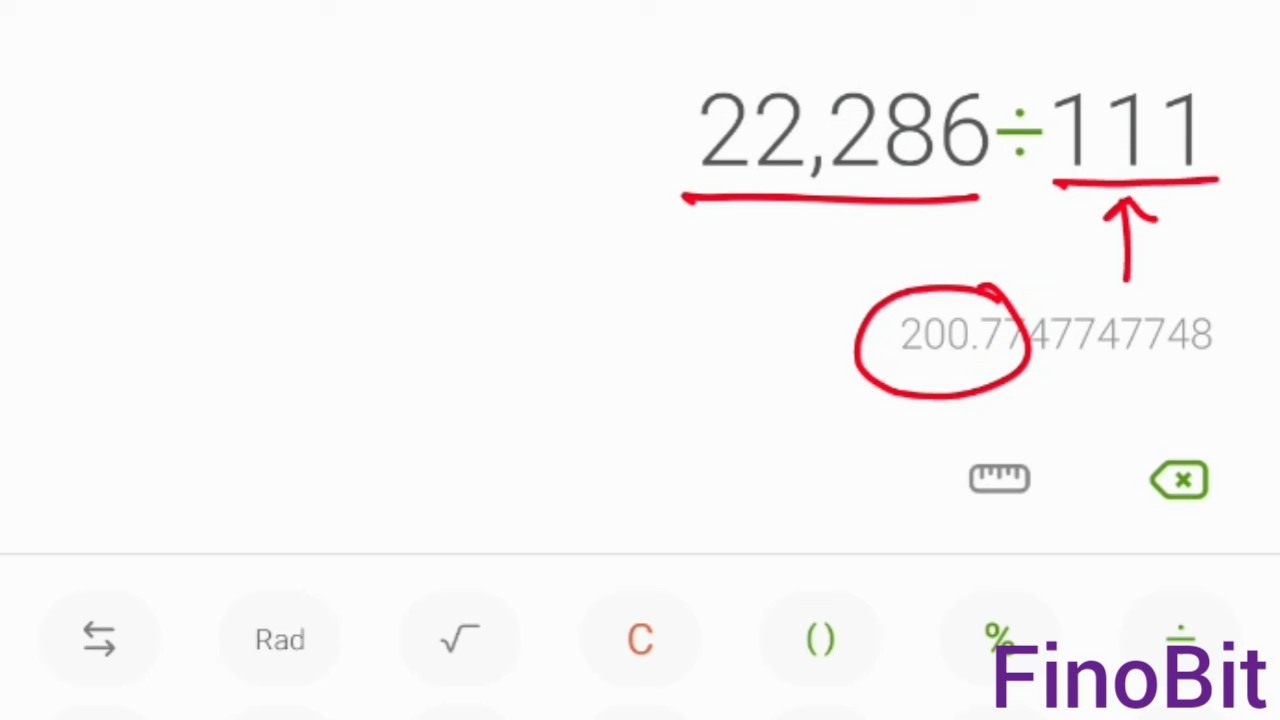 22,286÷111
200.7747747748
Rad √ C () % ÷
FinoBit